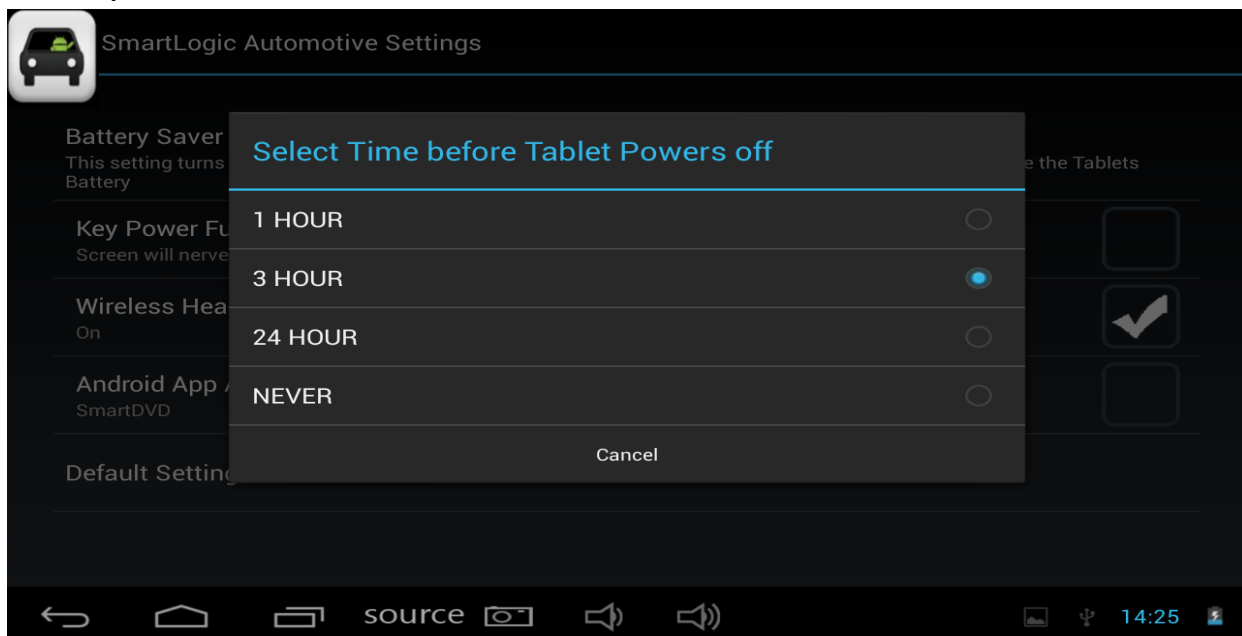 SmartLogic Automotive Settings
Battery Saver
This setting turns
e the Tablets
Battery
Select Time before Tablet Powers off
1 HOUR
Key Power Fu
Screen will nerve
3 HOUR
Wireless Hea
On
24 HOUR
Android App
SmartDVD
NEVER
Cancel
Default Setting
source
14:25